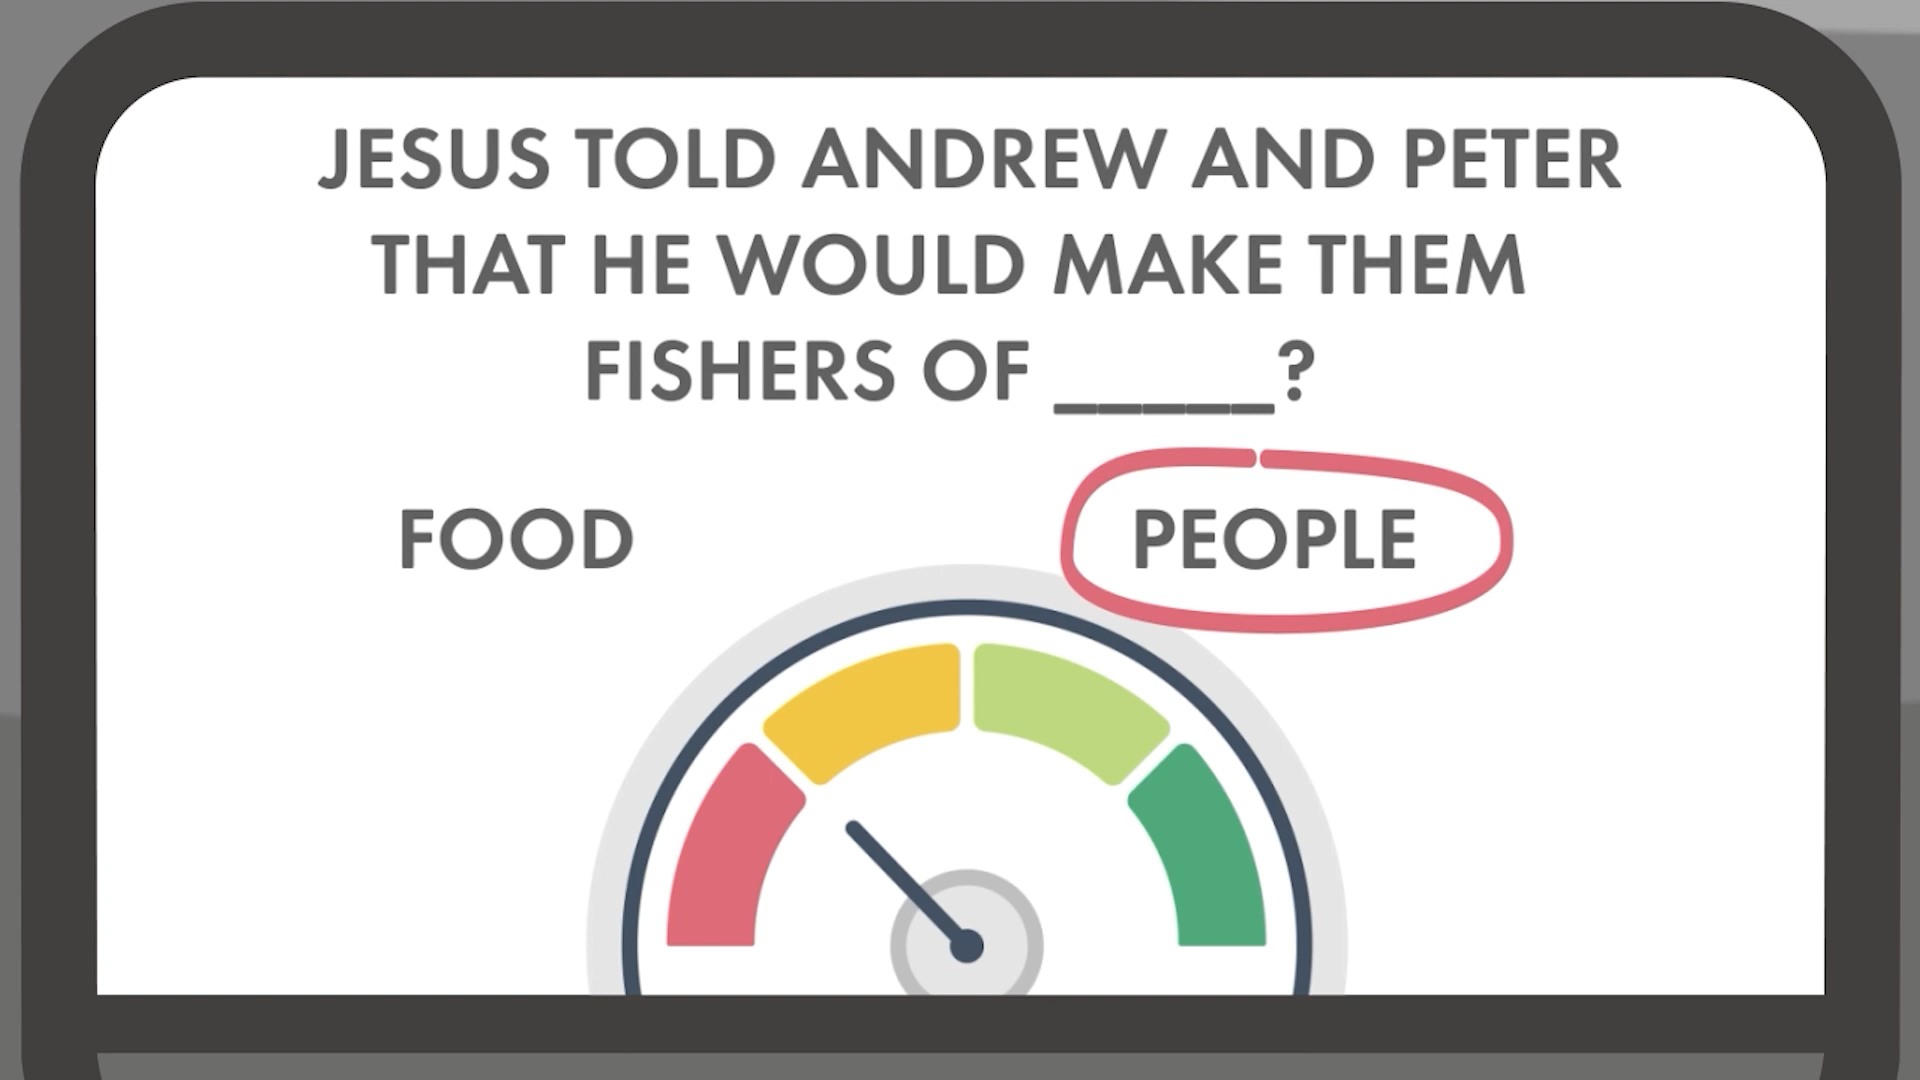 JESUS TOLD ANDREW AND PETER
THAT HE WOULD MAKE THEM
FISHERS OF _____?
FOOD
PEOPLE